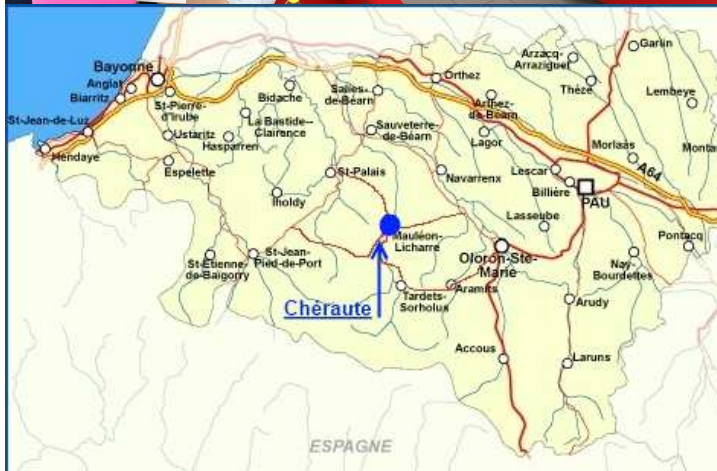 Garlin
Arzacq-
Arraziguet
Bayonne
Orthez
Thèze
Lembeye
Anglet
Biarritz
St-Pierre-
d'Irube
Bidache
Salies-
de-Béarn
Arthez-
de-Béarn
St-Jean-de-Luz
La Bastide--
Clairence
Sauveterre-
de-Béarn
Lagor
Morlaàs
Montan
Ustaritz
Hasparren
Hendaye
Espelette
St-Palais
Navarrenx
Lescar
Billière
A64
PAU
Iholdy
Lasseube
Mauléon-
Licharre
Oloron-Ste-
Marie
Pontacq
St-Etienne-
de-Baïgorry
St-Jean-
Pied-de-Port
Nay-
Bourdettes
Chéraute
Tardets-
Sorholus
Aramits
Arudy
Accous
Laruns
ESPAGNE